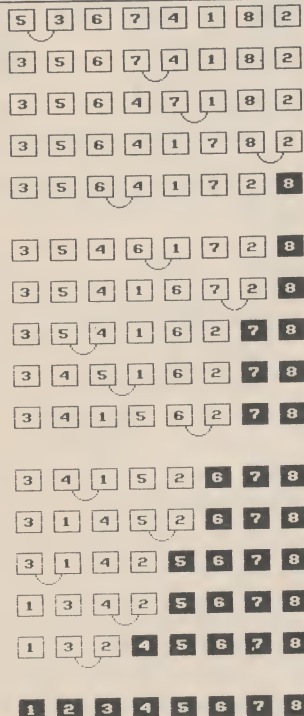 5 3 6 7 4 1 8 2
3 5 6 7 4 1 8 2
3 5 6 4 7 1 8 2
3 5 6 4 1 7 8 2
3 5 6 4 1 7 2 8
3 5 4 6 1 7 2 8
3 5 4 1 6 7 2 8
3 5 4 1 6 2 7 8
3 4 5 1 6 2 7 8
3 4 1 5 6 2 7 8
3 4 1 5 2 6 7 8
3 1 4 5 2 6 7 8
3 1 4 2 5 6 7 8
1 3 4 2 5 6 7 8
1 3 2 4 5 6 7 8
1 2 3 4 5 6 7 8